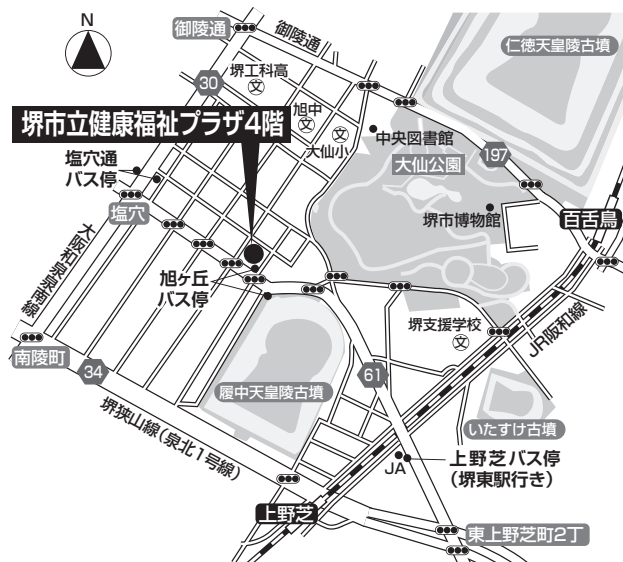 N
御陵通
御陵通
仁徳天皇陵古墳
堺工科高
文
30
旭中
文
文
大仙小
中央図書館
堺市立健康福祉プラザ4階
大仙公園
197
塩穴通
バス停
塩穴
堺市博物館
百舌鳥
大阪和泉泉南線
旭ヶ丘
バス停
堺支援学校
文
JR阪和線
南陵町
34
61
履中天皇陵古墳
いたすけ古墳
堺狭山線(泉北1号線)
JA
上野芝バス停
(堺東駅行き)
上野芝
東上野芝町2丁